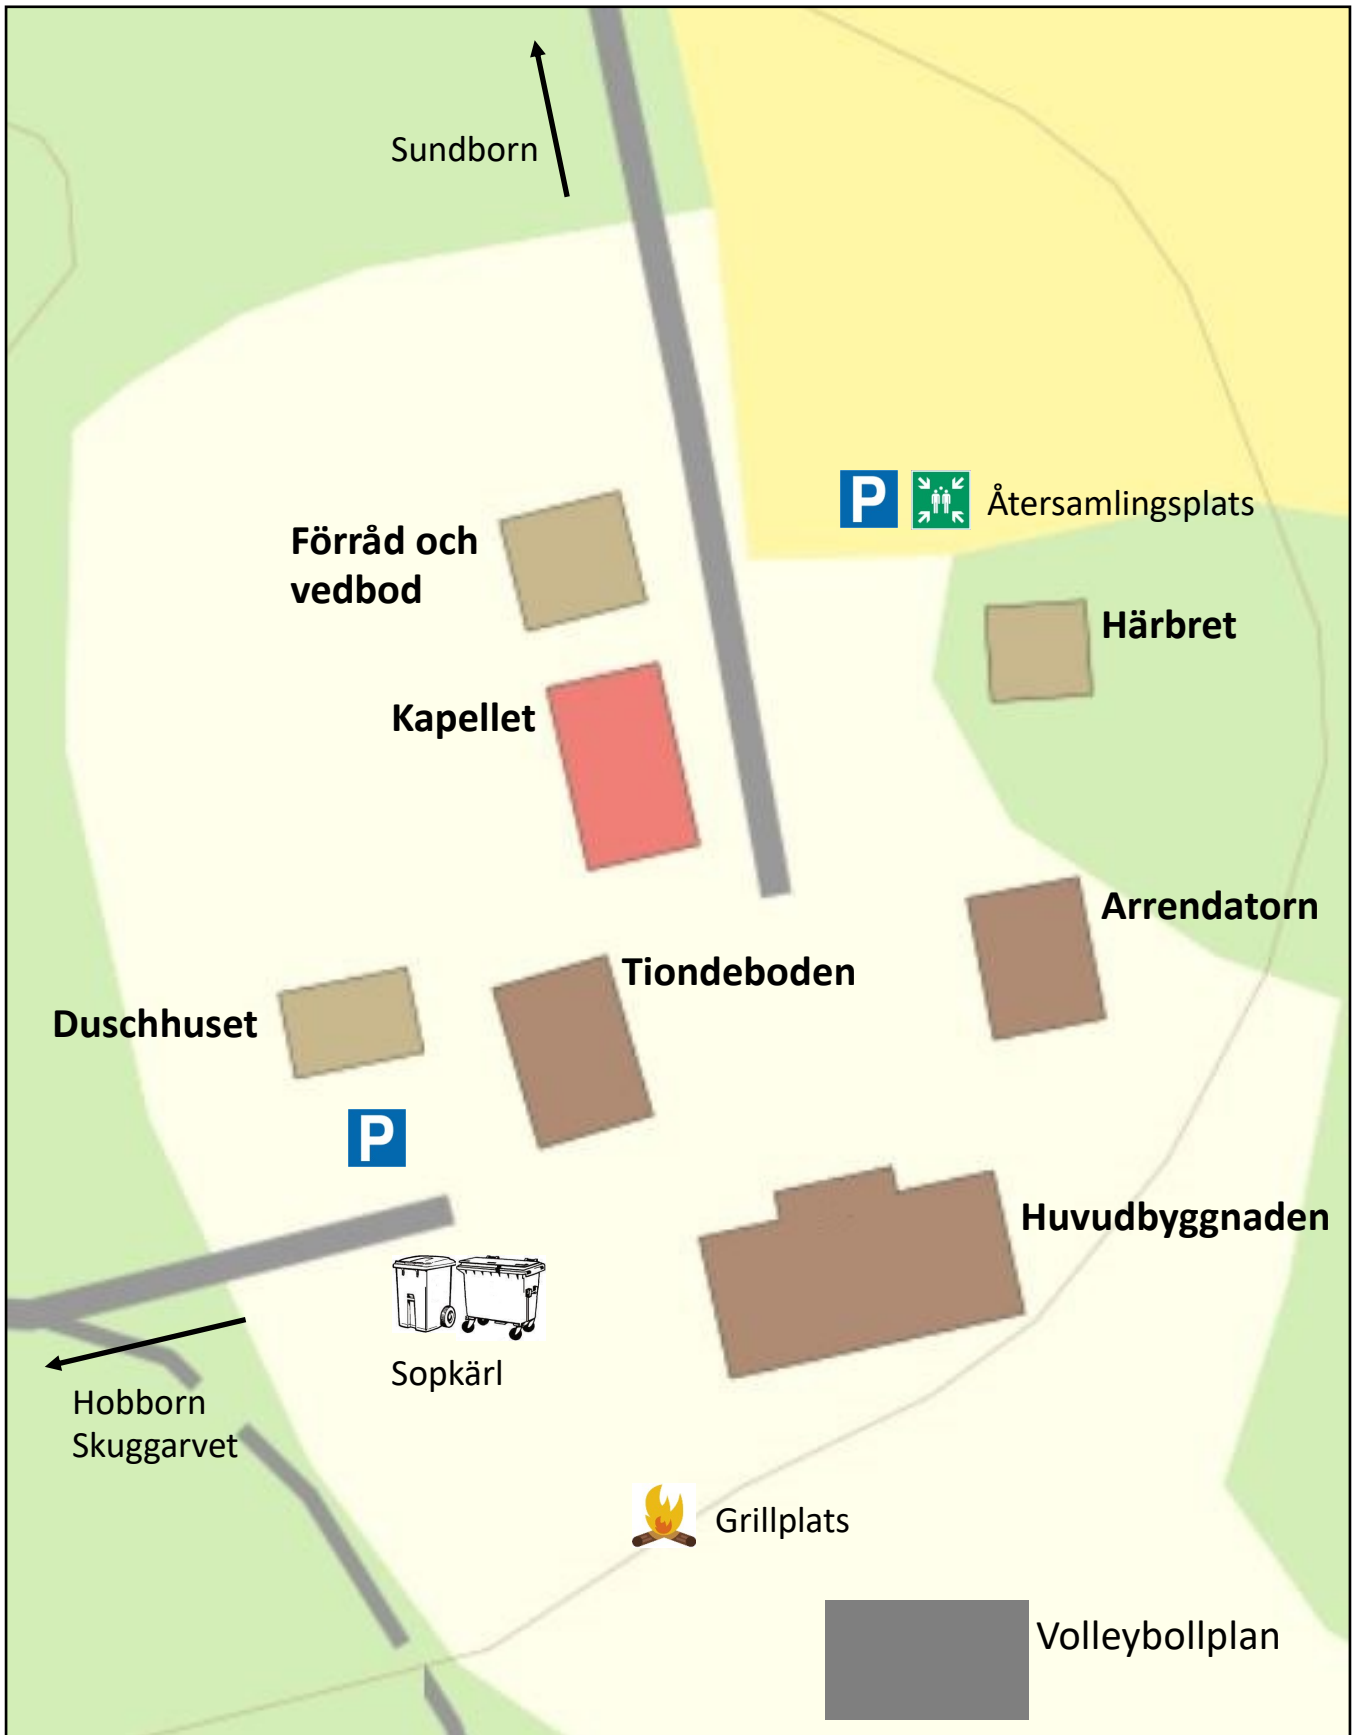 Sundborn
P
Återsamlingsplats
Förråd och
vedbod
Härbret
Kapellet
Arrendatorn
Tiondeboden
Duschhuset
P
Huvudbyggnaden
Sopkärl
Hobborn
Skuggarvet
Grillplats
Volleybollplan